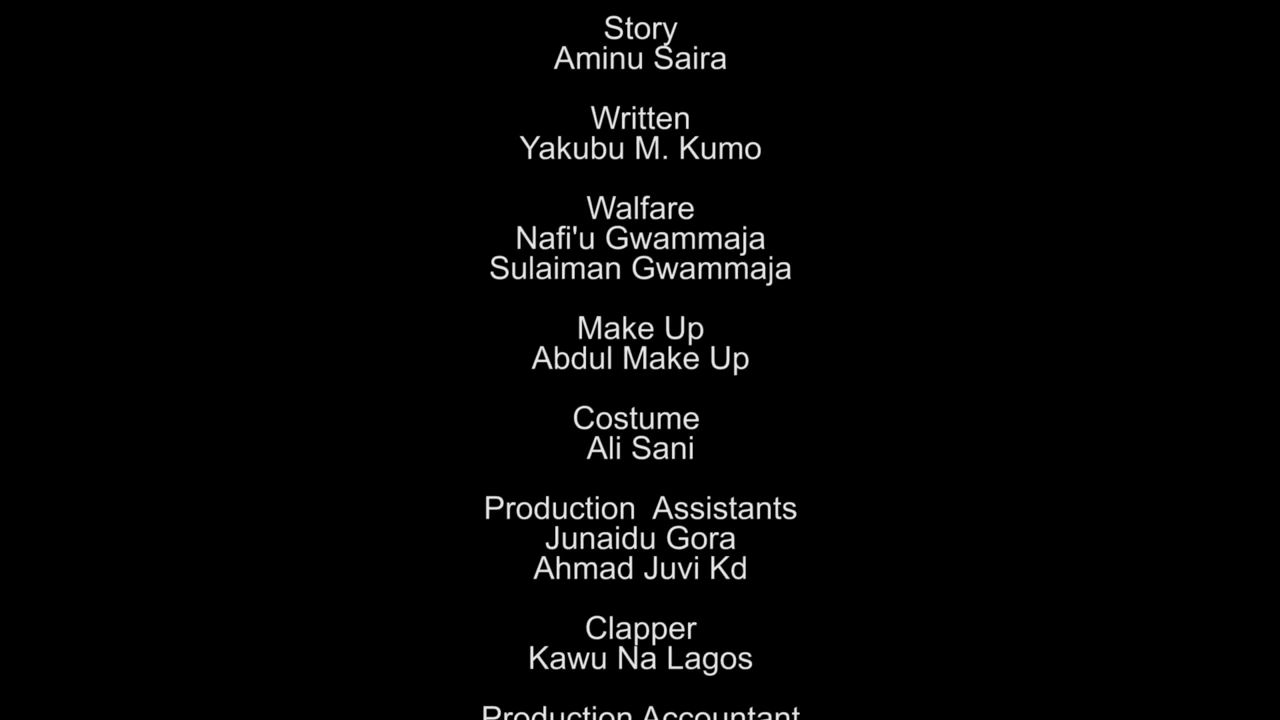 Story
Aminu Saira
Written
Yakubu M. Kumo
Walfare
Nafi'u Gwammaja
Sulaiman Gwammaja
Make Up
Abdul Make Up
Costume
Ali Sani
Production  Assistants
Junaidu Gora
Ahmad Juvi Kd
Clapper
Kawu Na Lagos
Production Accountant